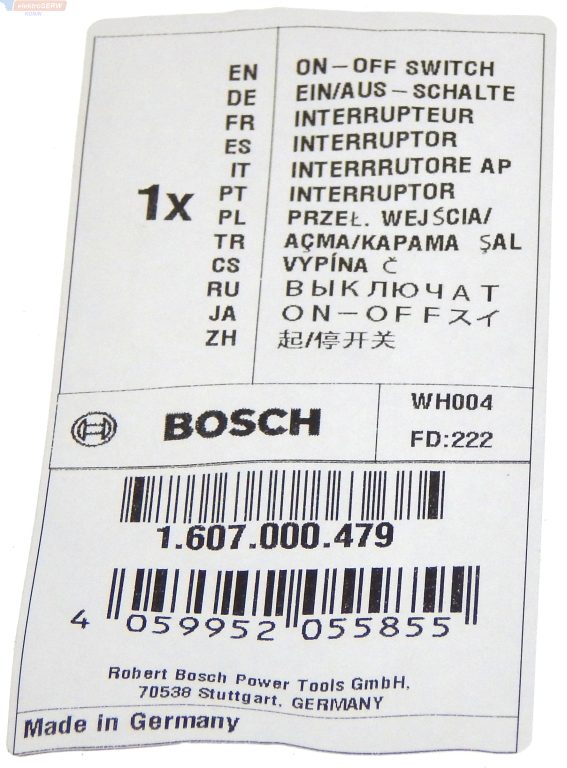 elektroSERW
EN ON-OFF SWITCH
DE EIN/AUS-SCHALTE
FR INTERRUPTEUR
ES INTERRUPTOR
IT INTERRRUTORE AP
1x PT INTERRUPTOR
PL PRZEŁ. WEJŚCIA/
TR AÇMA/KAPAMA ŞAL
CS VYPÍNA Č
RU ВЫКЛЮЧАТ
JA ON-OFFスイ
ZH 起/停开关
BOSCH
WH004
FD:222
1.607.000.479
4 059952 055855
Robert Bosch Power Tools GmbH,
70538 Stuttgart, GERMANY
Made in Germany